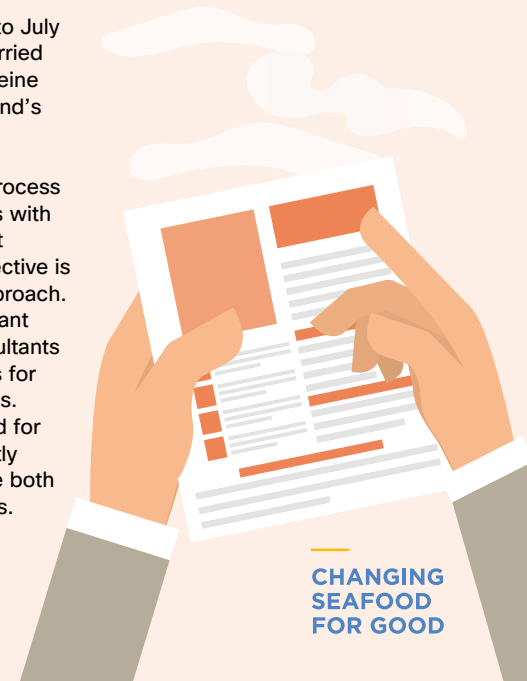 to July
rried
eine
nd's
rocess
s with
t
ective is
proach.
ant
ultants
s for
s.
d for
tly
e both
s.
CHANGING
SEAFOOD
FOR GOOD